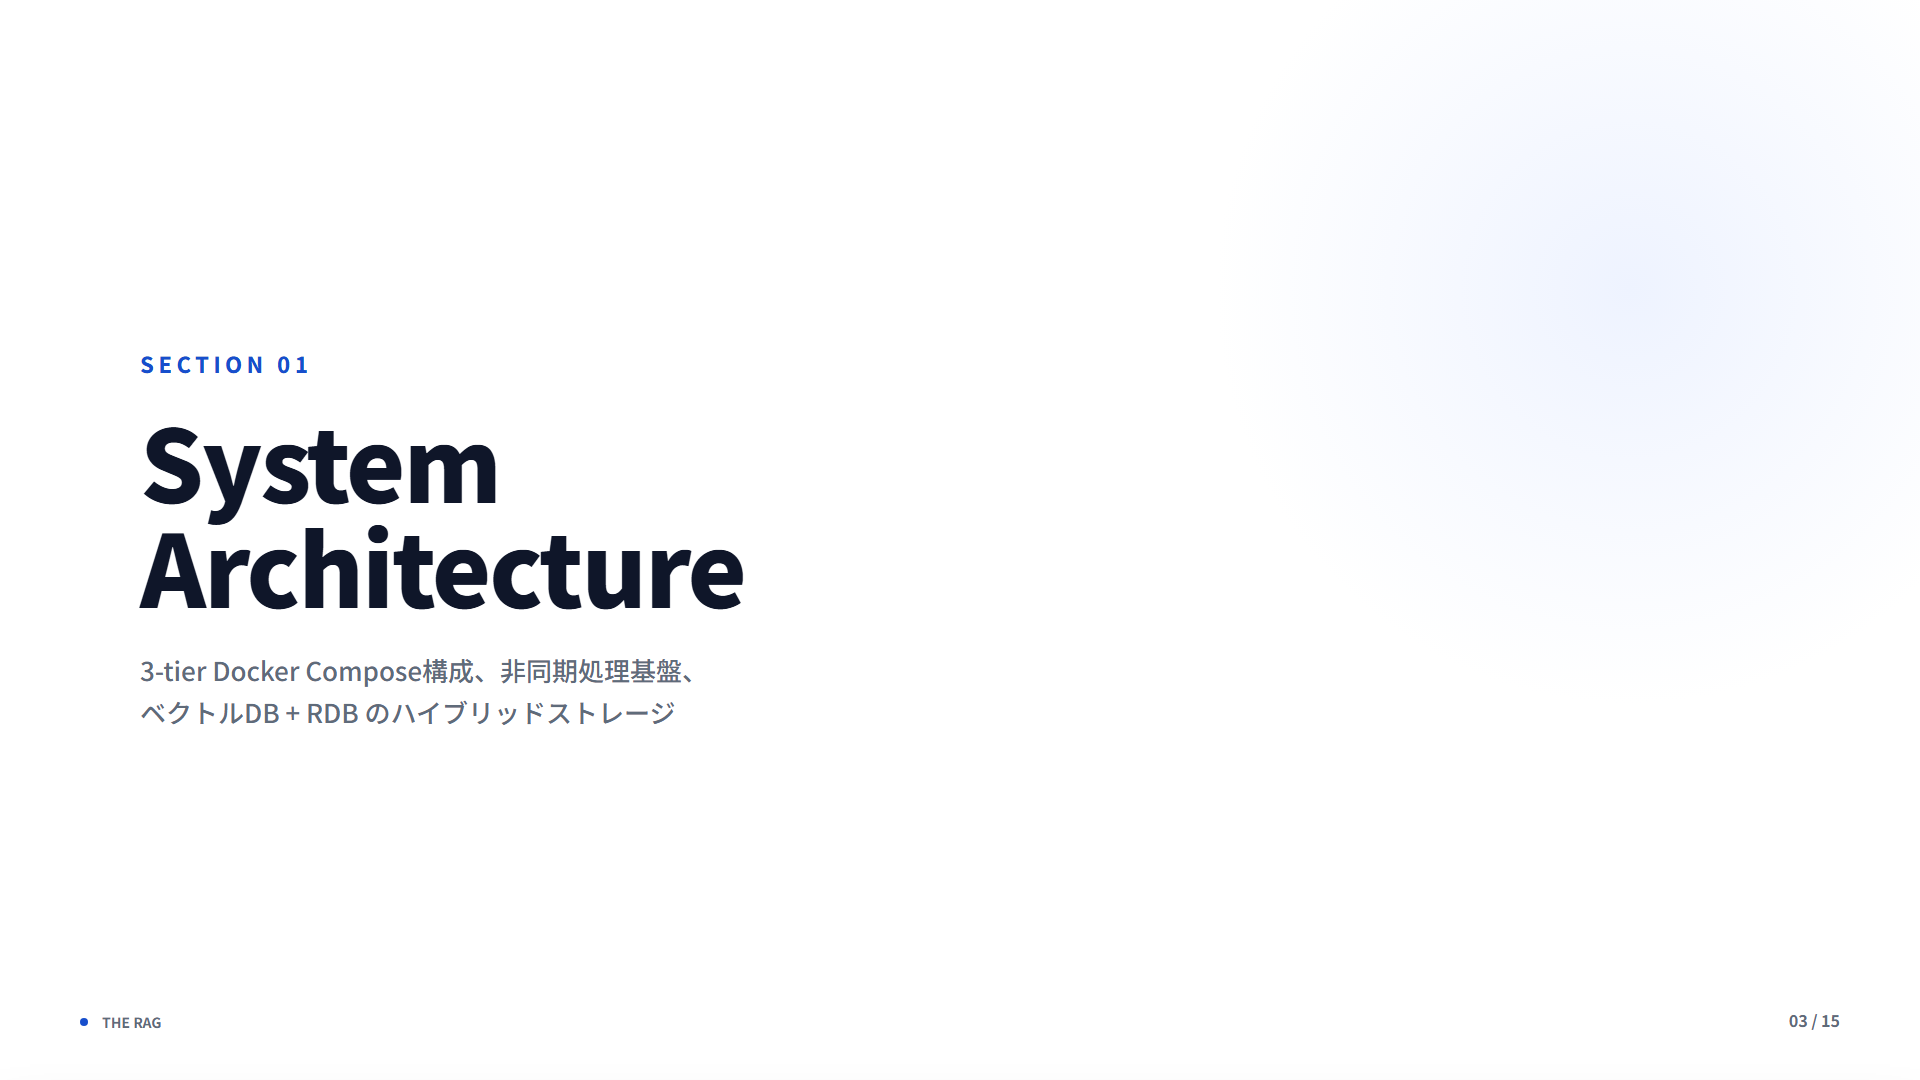 SECTION 01
System
Architecture
3-tier Docker Compose構成、非同期処理基盤、
ベクトルDB + RDB のハイブリッドストレージ
THE RAG
03 / 15